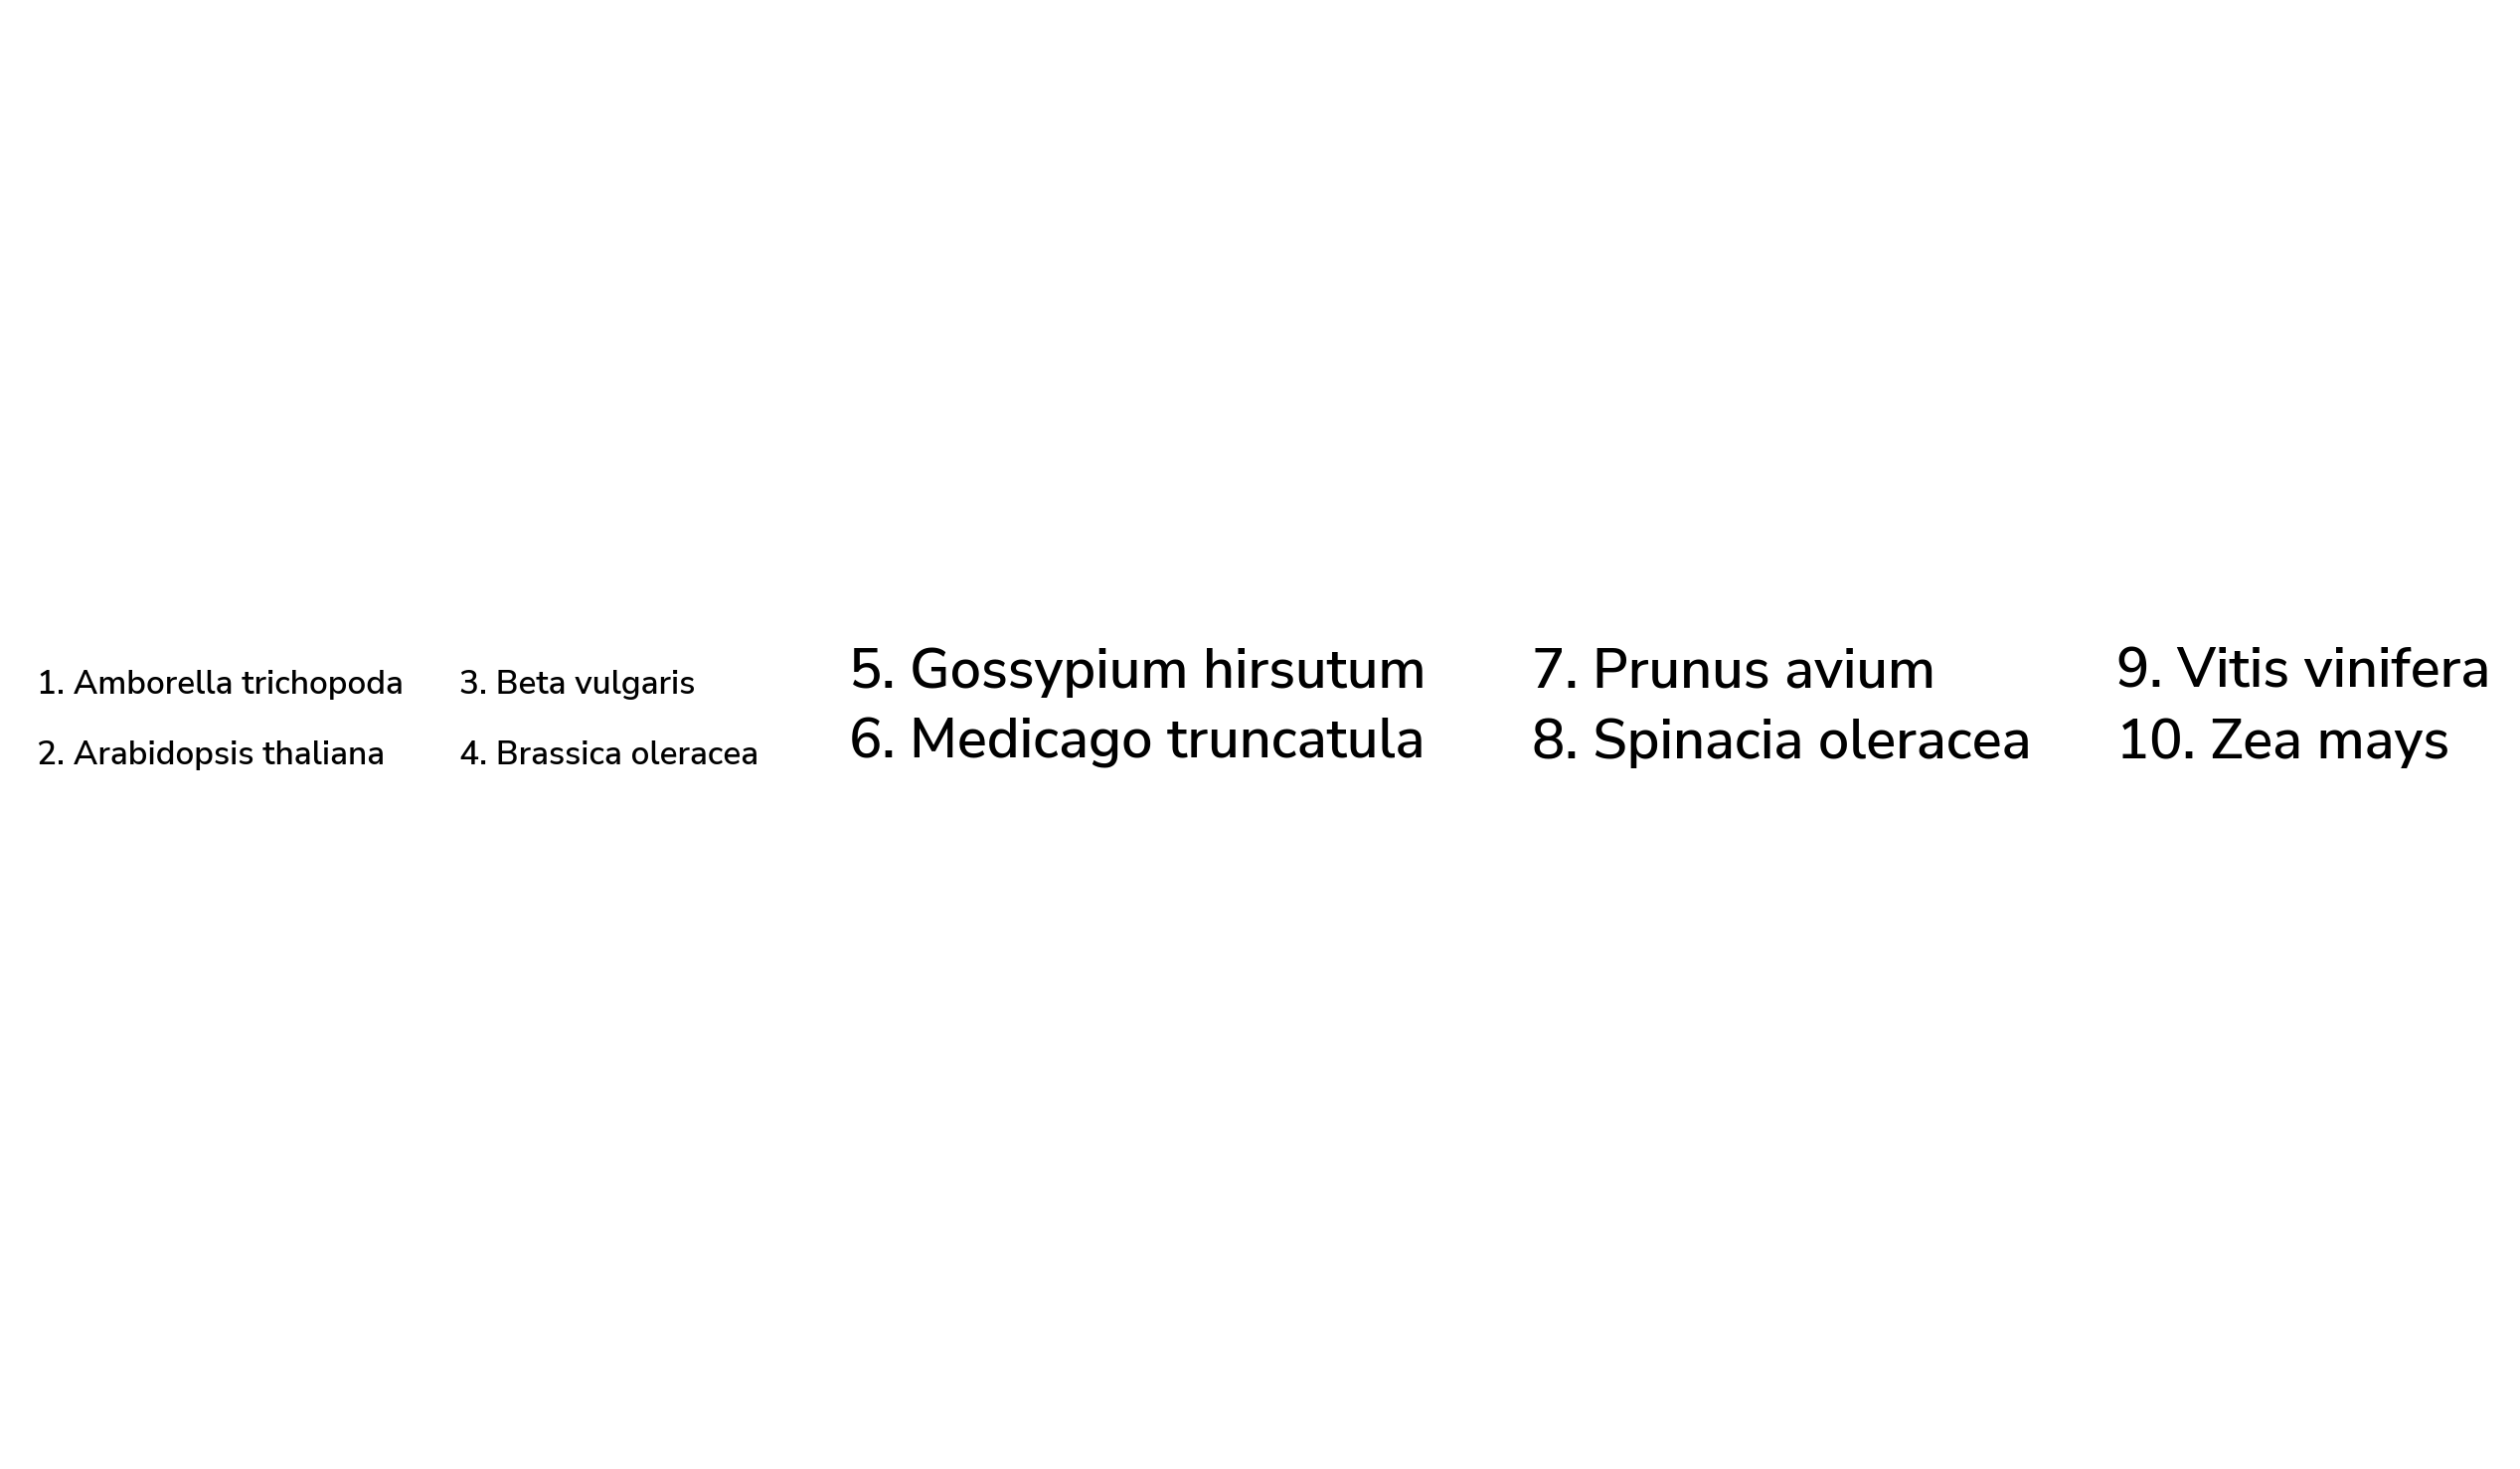 1. Amborella trichopoda
2. Arabidopsis thaliana
3. Beta vulgaris
4. Brassica oleracea
5. Gossypium hirsutum
6. Medicago truncatula
7. Prunus avium
8. Spinacia oleracea
9. Vitis vinifera
10. Zea mays